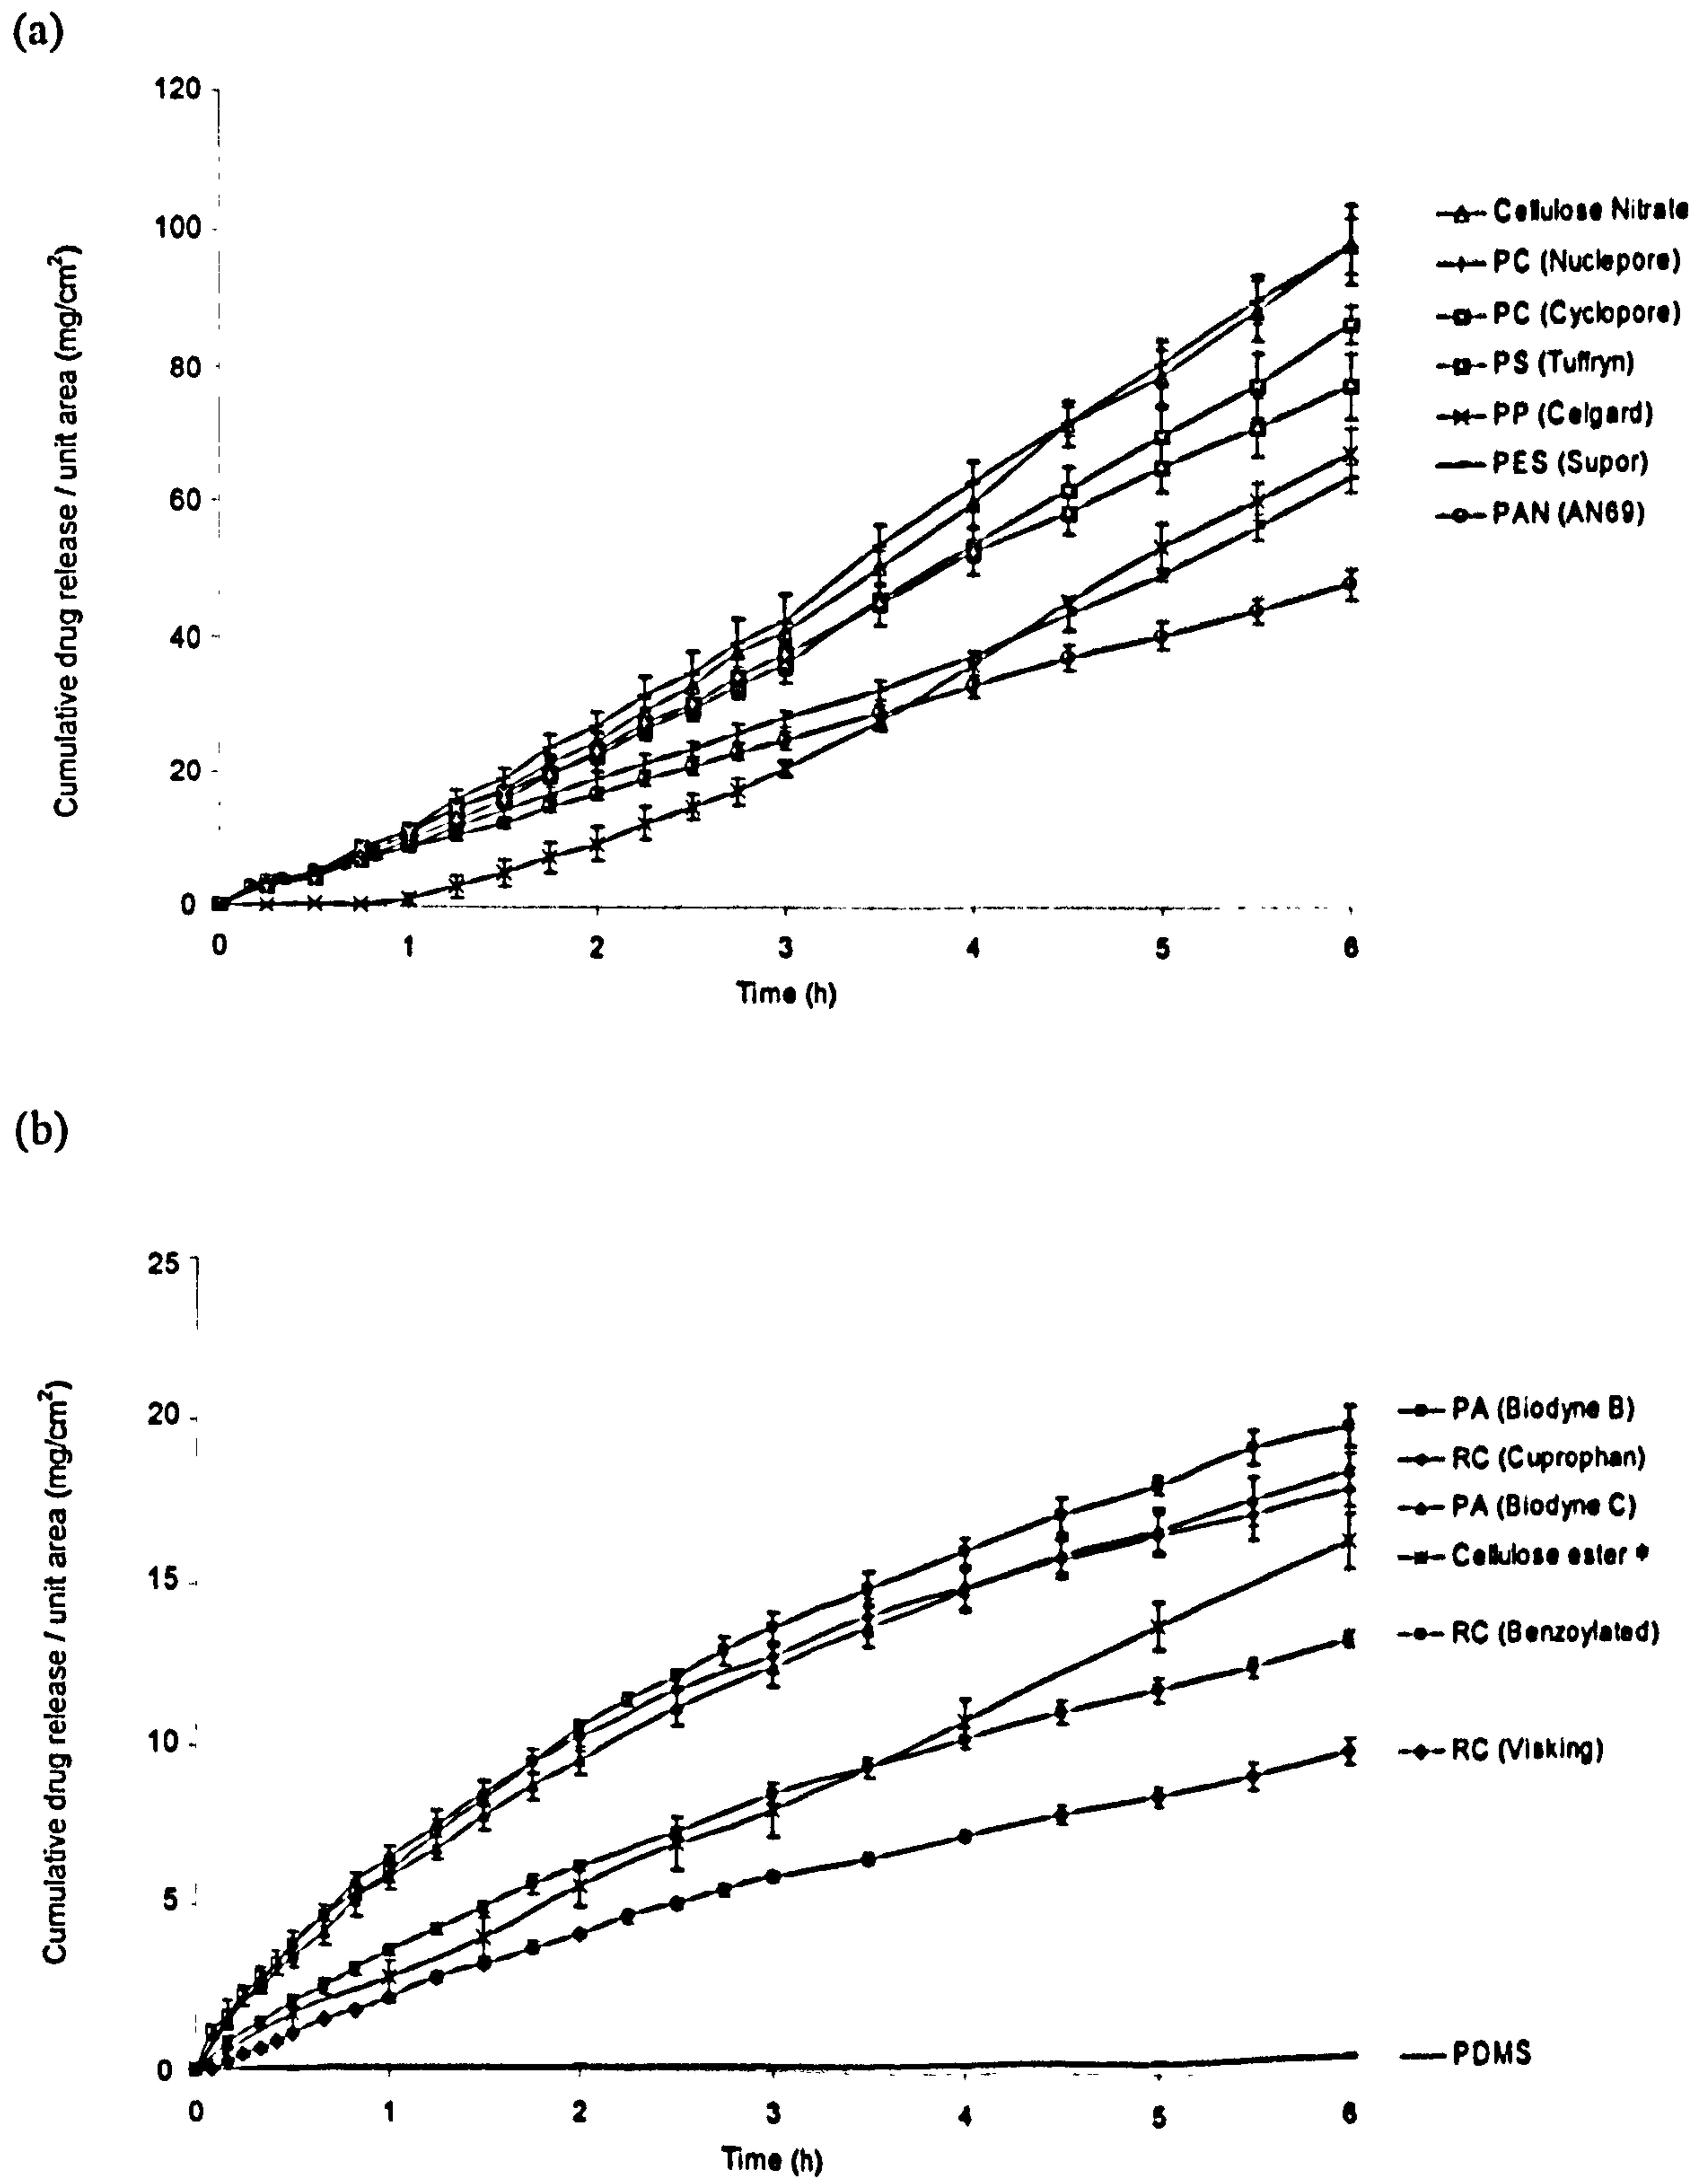 (a)
120
100
80
60
40
20
0
Cumulative drug release / unit area (mg/cm²)
0 1 2 3 4 5 6
Time (h)
Cellulose Nitrate
PC (Nuclepore)
PC (Cyclopore)
PS (Tuffryn)
PP (Celgard)
PES (Supor)
PAN (AN69)
(b)
25
20
15
10
5
0
Cumulative drug release / unit area (mg/cm²)
0 1 2 3 4 5 6
Time (h)
PA (Biodyne B)
RC (Cuprophan)
PA (Biodyne C)
Cellulose ester *
RC (Benzoylated)
RC (Visking)
PDMS